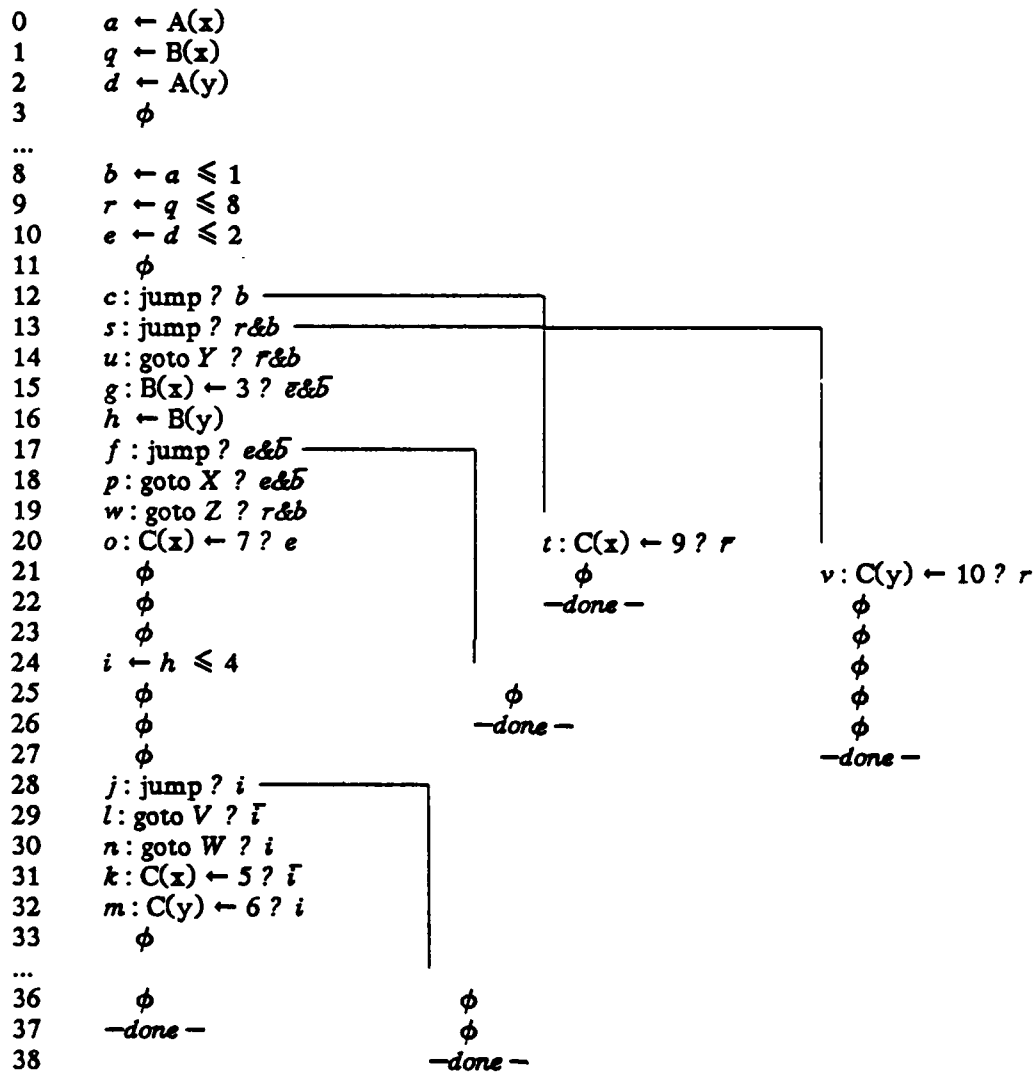 0 a ← A(x)
1 q ← B(x)
2 d ← A(y)
3 ϕ
...
8 b ← a ⩽ 1
9 r ← q ⩽ 8
10 e ← d ⩽ 2
11 ϕ
12 c: jump ? b
13 s: jump ? r&b
14 u: goto Y ? r̅&b
15 g: B(x) ← 3 ? e̅&b̅
16 h ← B(y)
17 f: jump ? e&b̅
18 p: goto X ? e&b̅
19 w: goto Z ? r&b
20 o: C(x) ← 7 ? e t: C(x) ← 9 ? r̅
21 ϕ ϕ v: C(y) ← 10 ? r
22 ϕ —done— ϕ
23 ϕ ϕ
24 i ← h ⩽ 4 ϕ
25 ϕ ϕ ϕ
26 ϕ —done— ϕ
27 ϕ —done—
28 j: jump ? i
29 l: goto V ? i̅
30 n: goto W ? i
31 k: C(x) ← 5 ? i̅
32 m: C(y) ← 6 ? i
33 ϕ
...
36 ϕ ϕ
37 —done— ϕ
38 —done—